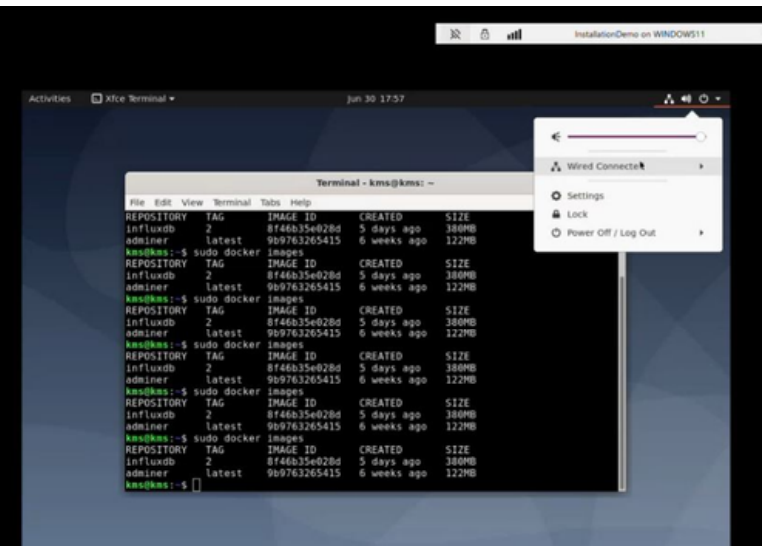 InstallationDemo on WINDOWS11
Activities Xfce Terminal Jun 30 17:57
Wired Connected
Settings
Lock
Power Off / Log Out
Terminal - kms@kms: ~
File Edit View Terminal Tabs Help
REPOSITORY TAG IMAGE ID CREATED SIZE
influxdb 2 8f46b35e028d 5 days ago 380MB
adminer latest 9b9763265415 6 weeks ago 122MB
kms@kms:~$ sudo docker images
REPOSITORY TAG IMAGE ID CREATED SIZE
influxdb 2 8f46b35e028d 5 days ago 380MB
adminer latest 9b9763265415 6 weeks ago 122MB
kms@kms:~$ sudo docker images
REPOSITORY TAG IMAGE ID CREATED SIZE
influxdb 2 8f46b35e028d 5 days ago 380MB
adminer latest 9b9763265415 6 weeks ago 122MB
kms@kms:~$ sudo docker images
REPOSITORY TAG IMAGE ID CREATED SIZE
influxdb 2 8f46b35e028d 5 days ago 380MB
adminer latest 9b9763265415 6 weeks ago 122MB
kms@kms:~$ sudo docker images
REPOSITORY TAG IMAGE ID CREATED SIZE
influxdb 2 8f46b35e028d 5 days ago 380MB
adminer latest 9b9763265415 6 weeks ago 122MB
kms@kms:~$ sudo docker images
REPOSITORY TAG IMAGE ID CREATED SIZE
influxdb 2 8f46b35e028d 5 days ago 380MB
adminer latest 9b9763265415 6 weeks ago 122MB
kms@kms:~$